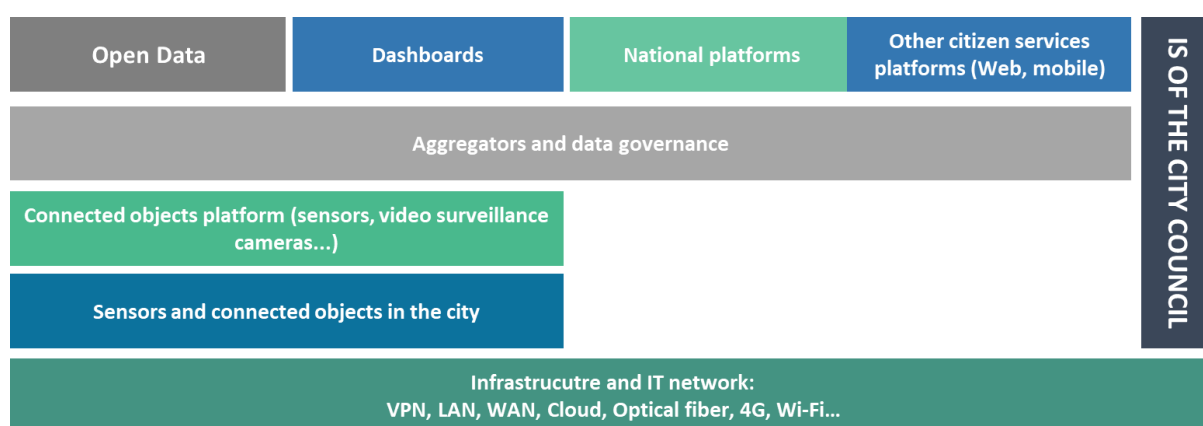 Open Data
Dashboards
National platforms
Other citizen services
platforms (Web, mobile)
IS OF THE CITY COUNCIL
Aggregators and data governance
Connected objects platform (sensors, video surveillance
cameras...)
Sensors and connected objects in the city
Infrastrucutre and IT network:
VPN, LAN, WAN, Cloud, Optical fiber, 4G, Wi-Fi...